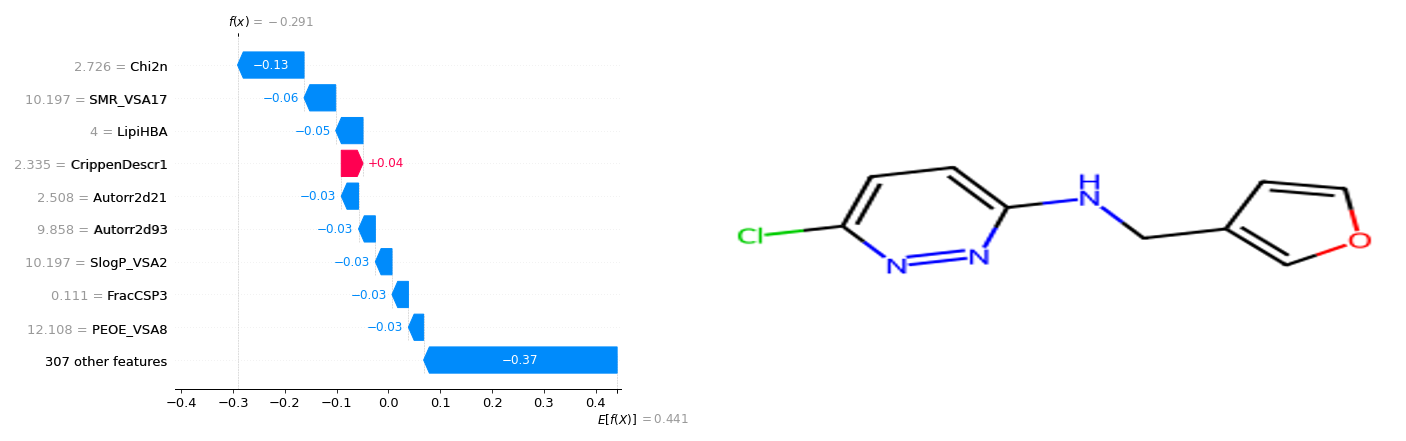 f(x) = −0.291
2.726 = Chi2n
−0.13
10.197 = SMR_VSA17
−0.06
4 = LipiHBA
−0.05
2.335 = CrippenDescr1
+0.04
2.508 = Autorr2d21
−0.03
9.858 = Autorr2d93
−0.03
10.197 = SlogP_VSA2
−0.03
0.111 = FracCSP3
−0.03
12.108 = PEOE_VSA8
−0.03
307 other features
−0.37
−0.4 −0.3 −0.2 −0.1 0.0 0.1 0.2 0.3 0.4
E[f(X)] = 0.441
Cl
N
N
H
N
O